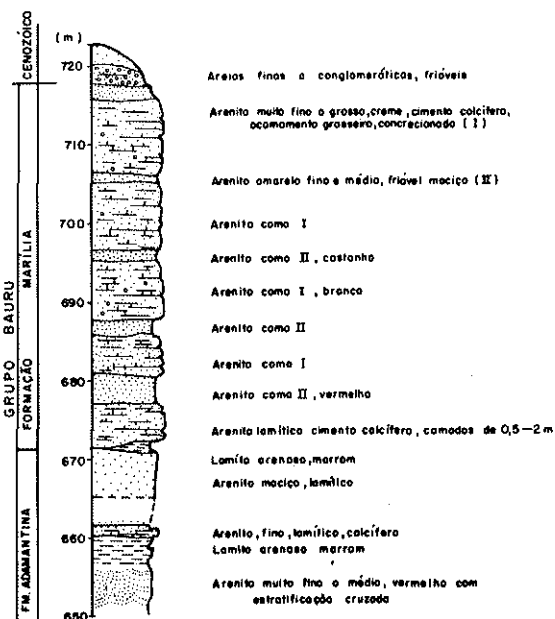 CENOZÓICO
GRUPO BAURU
FORMAÇÃO MARÍLIA
FM. ADAMANTINA
(m)
720
710
700
690
680
670
660
650
Areias finas a conglomeráticas, friáveis
Arenito muito fino a grosso, creme, cimento calcífero,
acamamento grosseiro, concrecionado (I)
Arenito amarelo fino e médio, friável maciço (II)
Arenito como I
Arenito como II, castanho
Arenito como I, branco
Arenito como II
Arenito como I
Arenito como II, vermelho
Arenito lamítico cimento calcífero, camadas de 0,5—2 m
Lamito arenoso, marrom
Arenito maciço, lamítico
Arenito, fino, lamítico, calcífero
Lamito arenoso marrom
Arenito muito fino a médio, vermelho com
estratificação cruzada